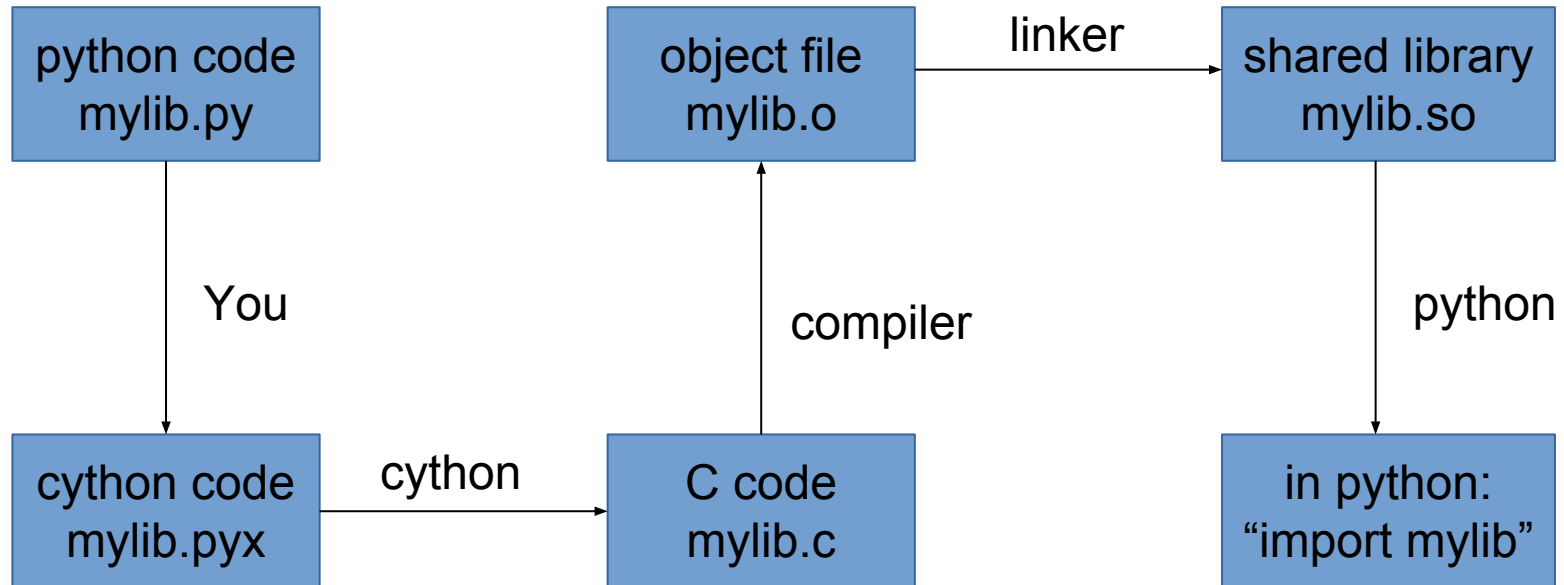 python code
mylib.py
You
cython code
mylib.pyx
cython
C code
mylib.c
compiler
object file
mylib.o
linker
shared library
mylib.so
python
in python:
“import mylib”